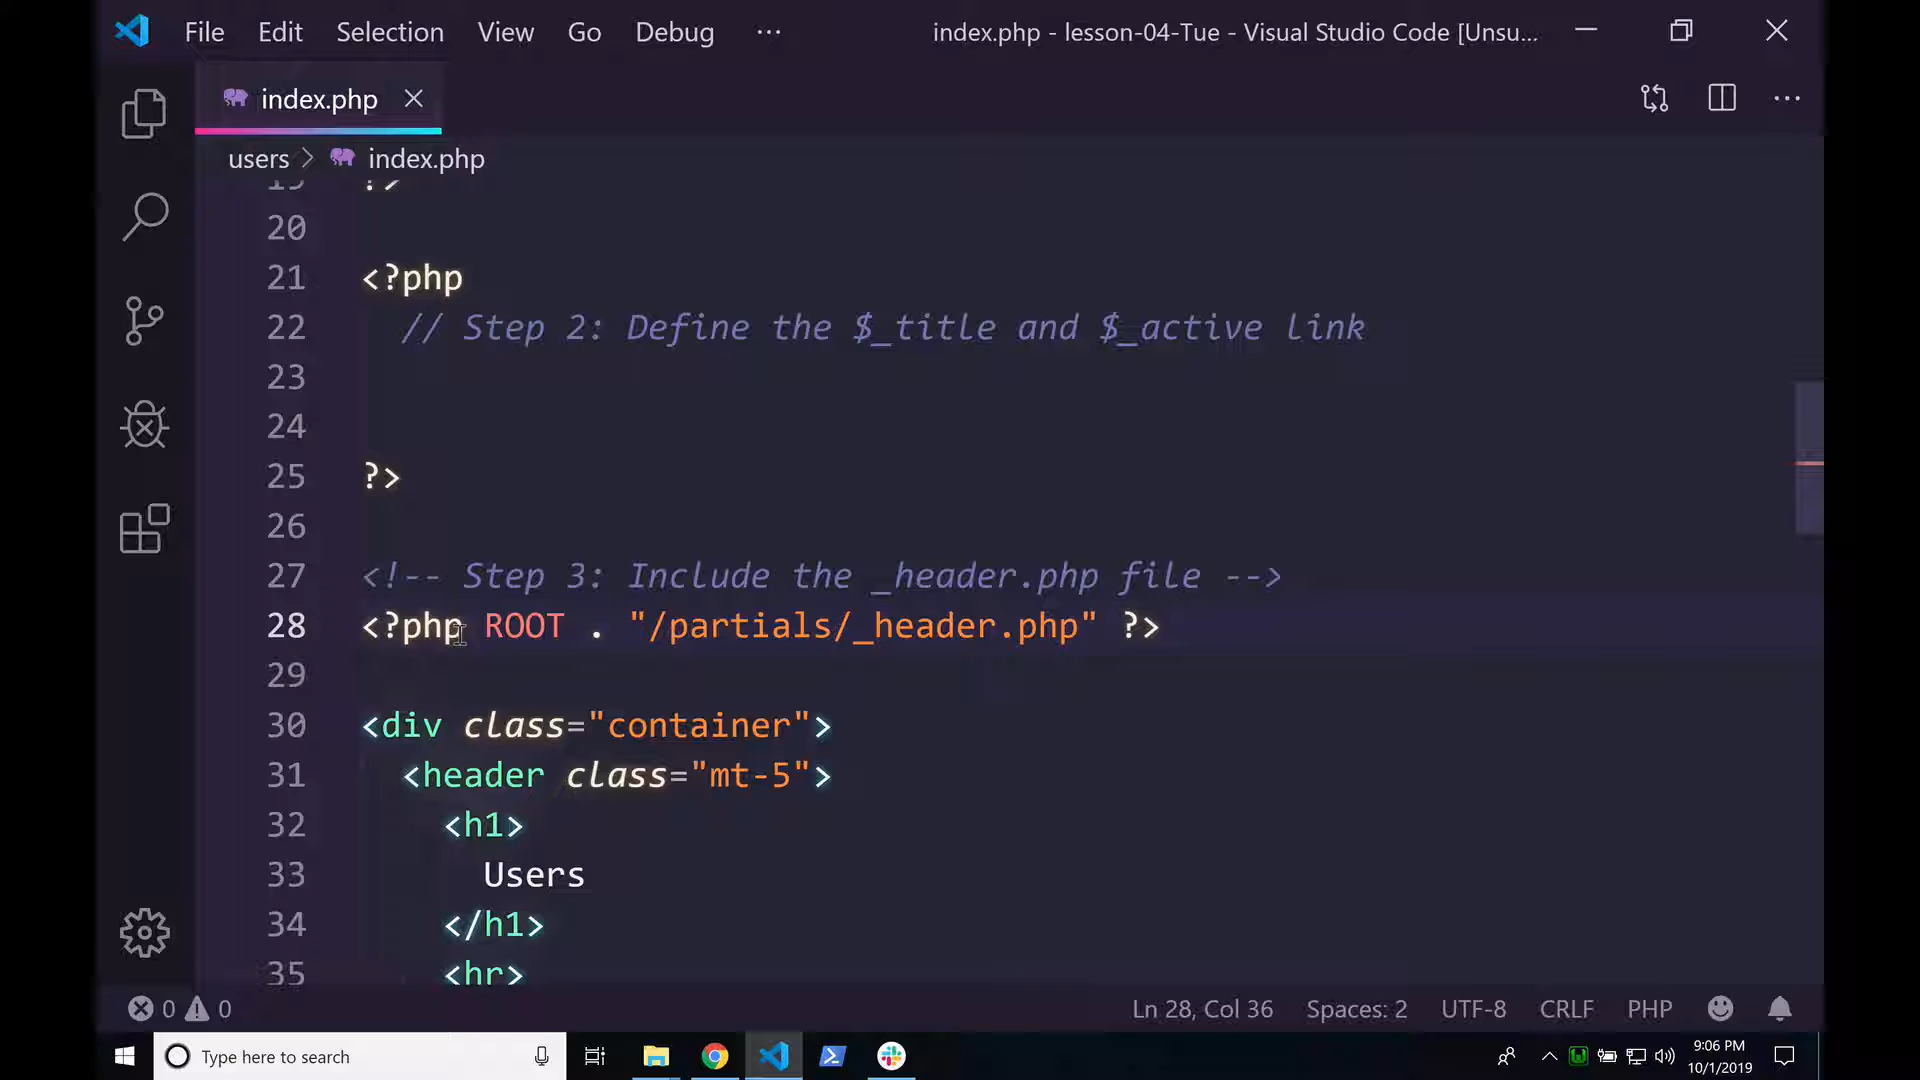 File Edit Selection View Go Debug ··· index.php - lesson-04-Tue - Visual Studio Code [Unsu...
index.php
users > index.php
19 ?>
20
21 <?php
22 // Step 2: Define the $_title and $_active link
23
24
25 ?>
26
27 <!-- Step 3: Include the _header.php file -->
28 <?php ROOT . "/partials/_header.php" ?>
29
30 <div class="container">
31 <header class="mt-5">
32 <h1>
33 Users
34 </h1>
35 <hr>
0 0 Ln 28, Col 36 Spaces: 2 UTF-8 CRLF PHP
Type here to search
9:06 PM
10/1/2019